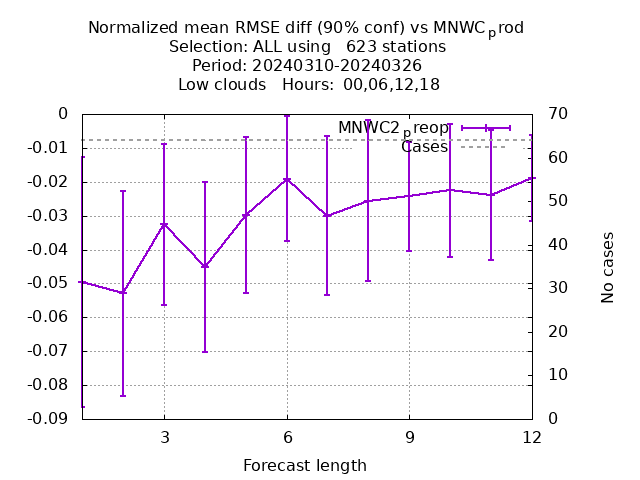 Normalized mean RMSE diff (90% conf) vs MNWC_prod
Selection: ALL using   623 stations
Period: 20240310-20240326
Low clouds   Hours:  00,06,12,18
MNWC2_preop
Cases
0
-0.01
-0.02
-0.03
-0.04
-0.05
-0.06
-0.07
-0.08
-0.09
70
60
50
40
30
20
10
0
No cases
3 6 9 12
Forecast length